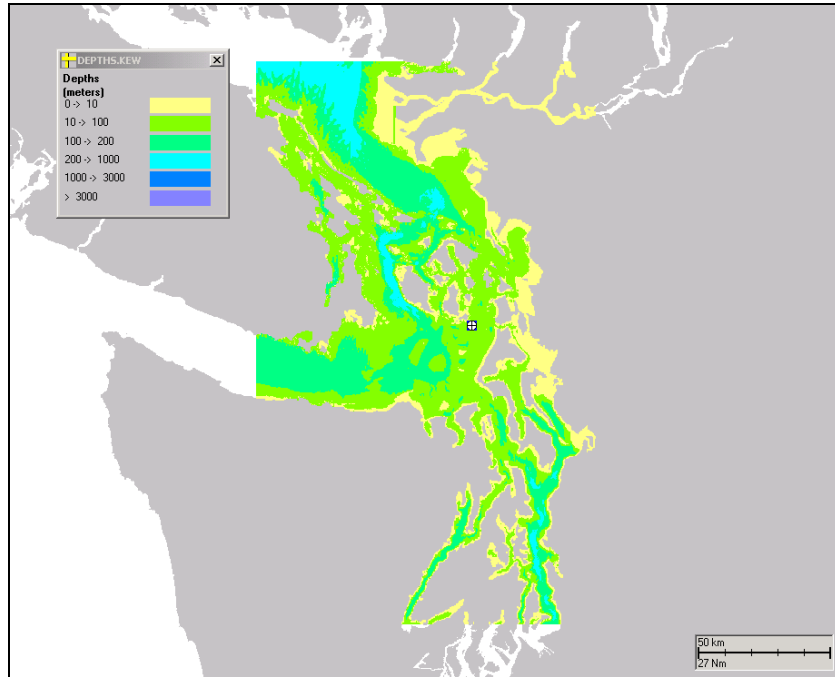 DEPTHS.KEW
Depths
(meters)
0 -> 10
10 -> 100
100 -> 200
200 -> 1000
1000 -> 3000
> 3000
50 km
27 Nm